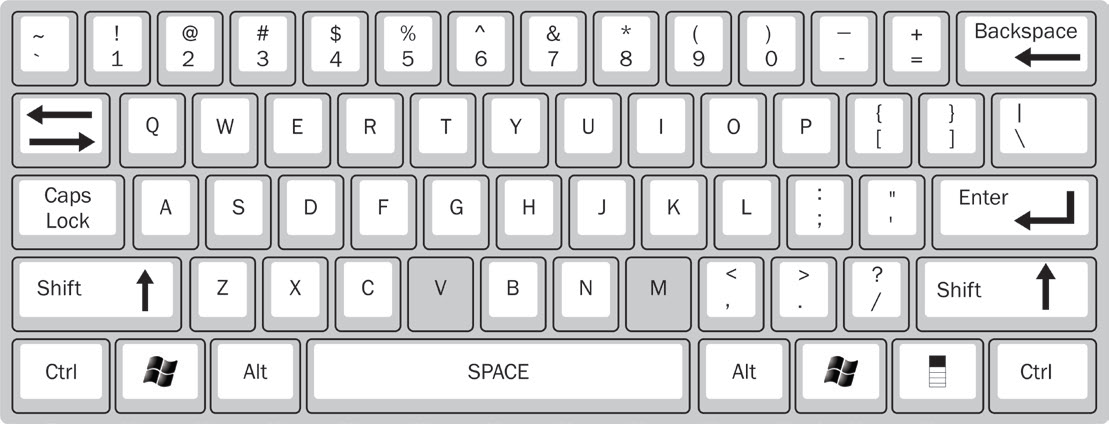 ~ ! @ # $ % ^ & * ( ) — + Backspace
` 1 2 3 4 5 6 7 8 9 0 - =
Q W E R T Y U I O P { } |
[ ] \
Caps Lock A S D F G H J K L : " Enter
; '
Shift Z X C V B N M < > ? Shift
, . /
Ctrl Alt SPACE Alt Ctrl